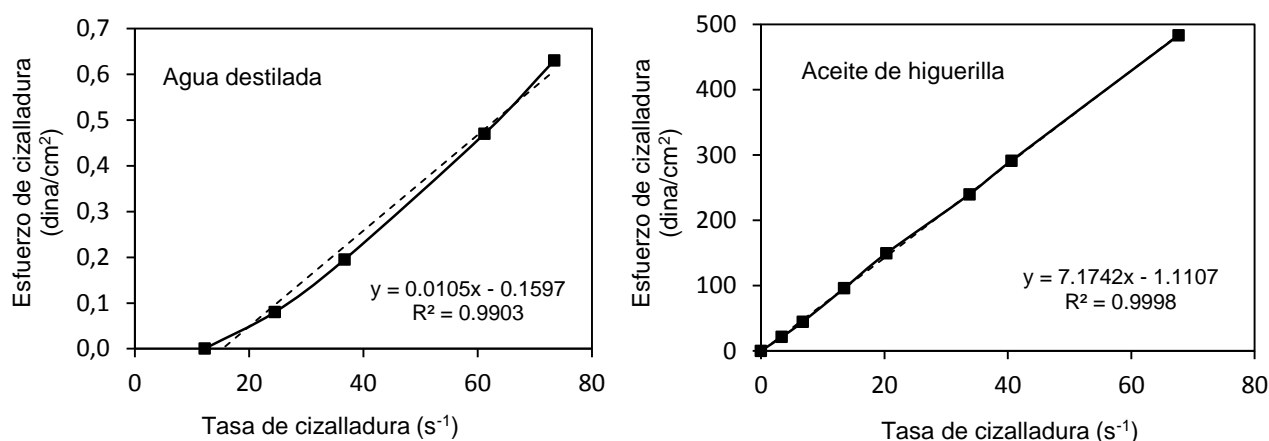 Esfuerzo de cizalladura
(dina/cm²)
0,7
0,6
0,5
0,4
0,3
0,2
0,1
0,0
Agua destilada
y = 0.0105x - 0.1597
R² = 0.9903
0 20 40 60 80
Tasa de cizalladura (s⁻¹)
Esfuerzo de cizalladura
(dina/cm²)
500
400
300
200
100
0
Aceite de higuerilla
y = 7.1742x - 1.1107
R² = 0.9998
0 20 40 60 80
Tasa de cizalladura (s⁻¹)